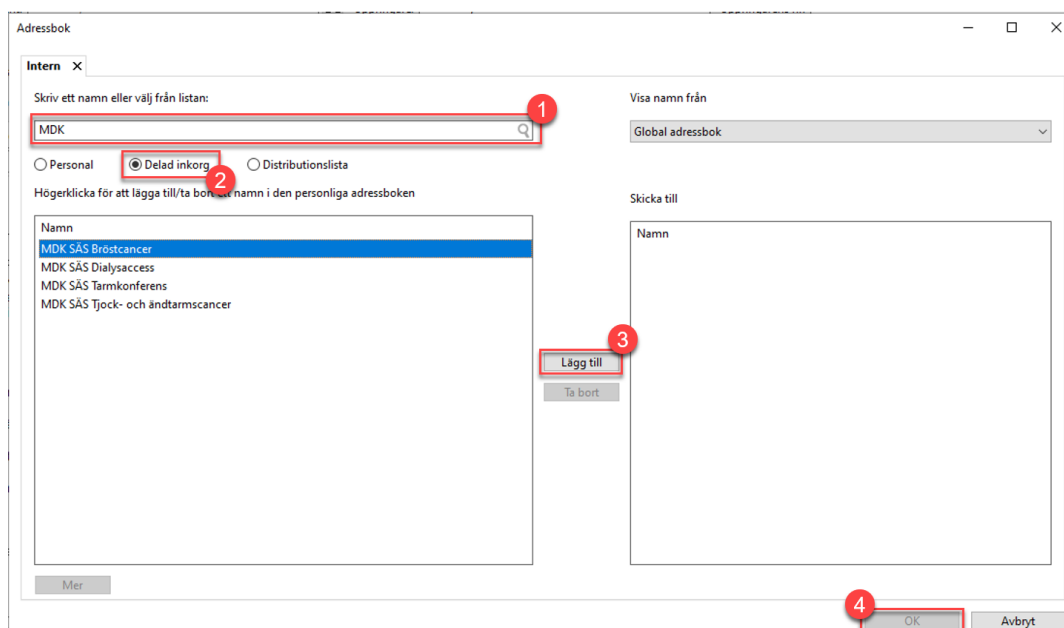 Adressbok
Intern X
Skriv ett namn eller välj från listan:
Visa namn från
1
MDK
Global adressbok
Personal
Delad inkorg
Distributionslista
2
Högerklicka för att lägga till/ta bort ett namn i den personliga adressboken
Skicka till
Namn
Namn
MDK SÄS Bröstcancer
MDK SÄS Dialysaccess
MDK SÄS Tarmkonferens
MDK SÄS Tjock- och ändtarmscancer
3
Lägg till
Ta bort
Mer
4
OK
Avbryt